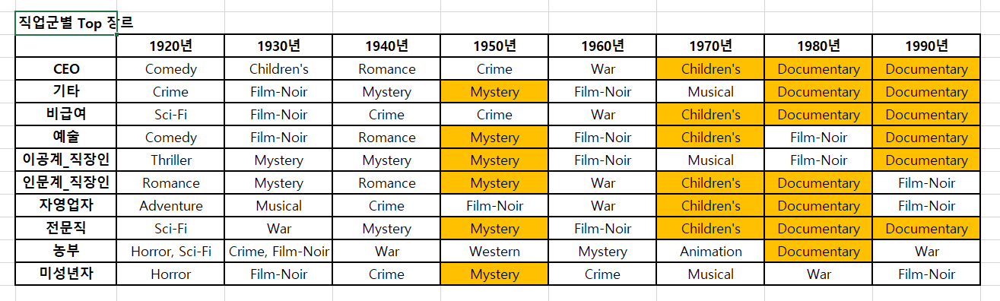 직업군별 Top 장르
1920년 1930년 1940년 1950년 1960년 1970년 1980년 1990년
CEO Comedy Children's Romance Crime War Children's Documentary Documentary
기타 Crime Film-Noir Mystery Mystery Film-Noir Musical Documentary Documentary
비급여 Sci-Fi Film-Noir Crime Crime War Children's Documentary Documentary
예술 Comedy Film-Noir Romance Mystery Film-Noir Children's Film-Noir Documentary
이공계_직장인 Thriller Mystery Mystery Mystery Film-Noir Musical Film-Noir Documentary
인문계_직장인 Romance Mystery Romance Mystery War Children's Documentary Film-Noir
자영업자 Adventure Musical Crime Film-Noir War Children's Documentary Film-Noir
전문직 Sci-Fi War Mystery Mystery Film-Noir Children's Documentary Documentary
농부 Horror, Sci-Fi Crime, Film-Noir War Western Mystery Animation Documentary War
미성년자 Horror Film-Noir Crime Mystery Crime Musical War Film-Noir